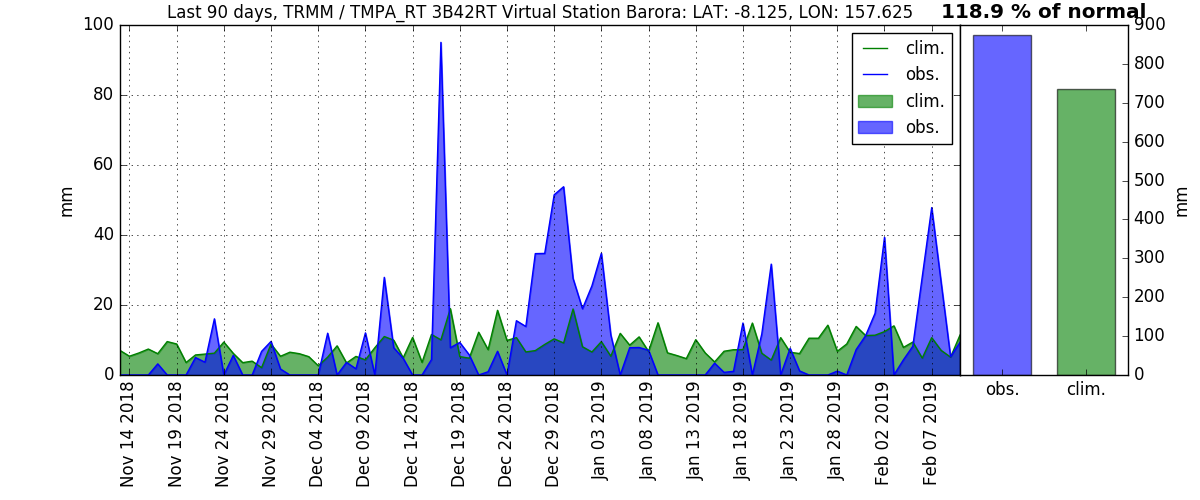 Last 90 days, TRMM / TMPA_RT 3B42RT Virtual Station Barora: LAT: -8.125, LON: 157.625
118.9 % of normal
100
80
60
40
20
0
mm
clim.
obs.
clim.
obs.
900
800
700
600
500
400
300
200
100
0
mm
obs.
clim.
Nov 14 2018
Nov 19 2018
Nov 24 2018
Nov 29 2018
Dec 04 2018
Dec 09 2018
Dec 14 2018
Dec 19 2018
Dec 24 2018
Dec 29 2018
Jan 03 2019
Jan 08 2019
Jan 13 2019
Jan 18 2019
Jan 23 2019
Jan 28 2019
Feb 02 2019
Feb 07 2019